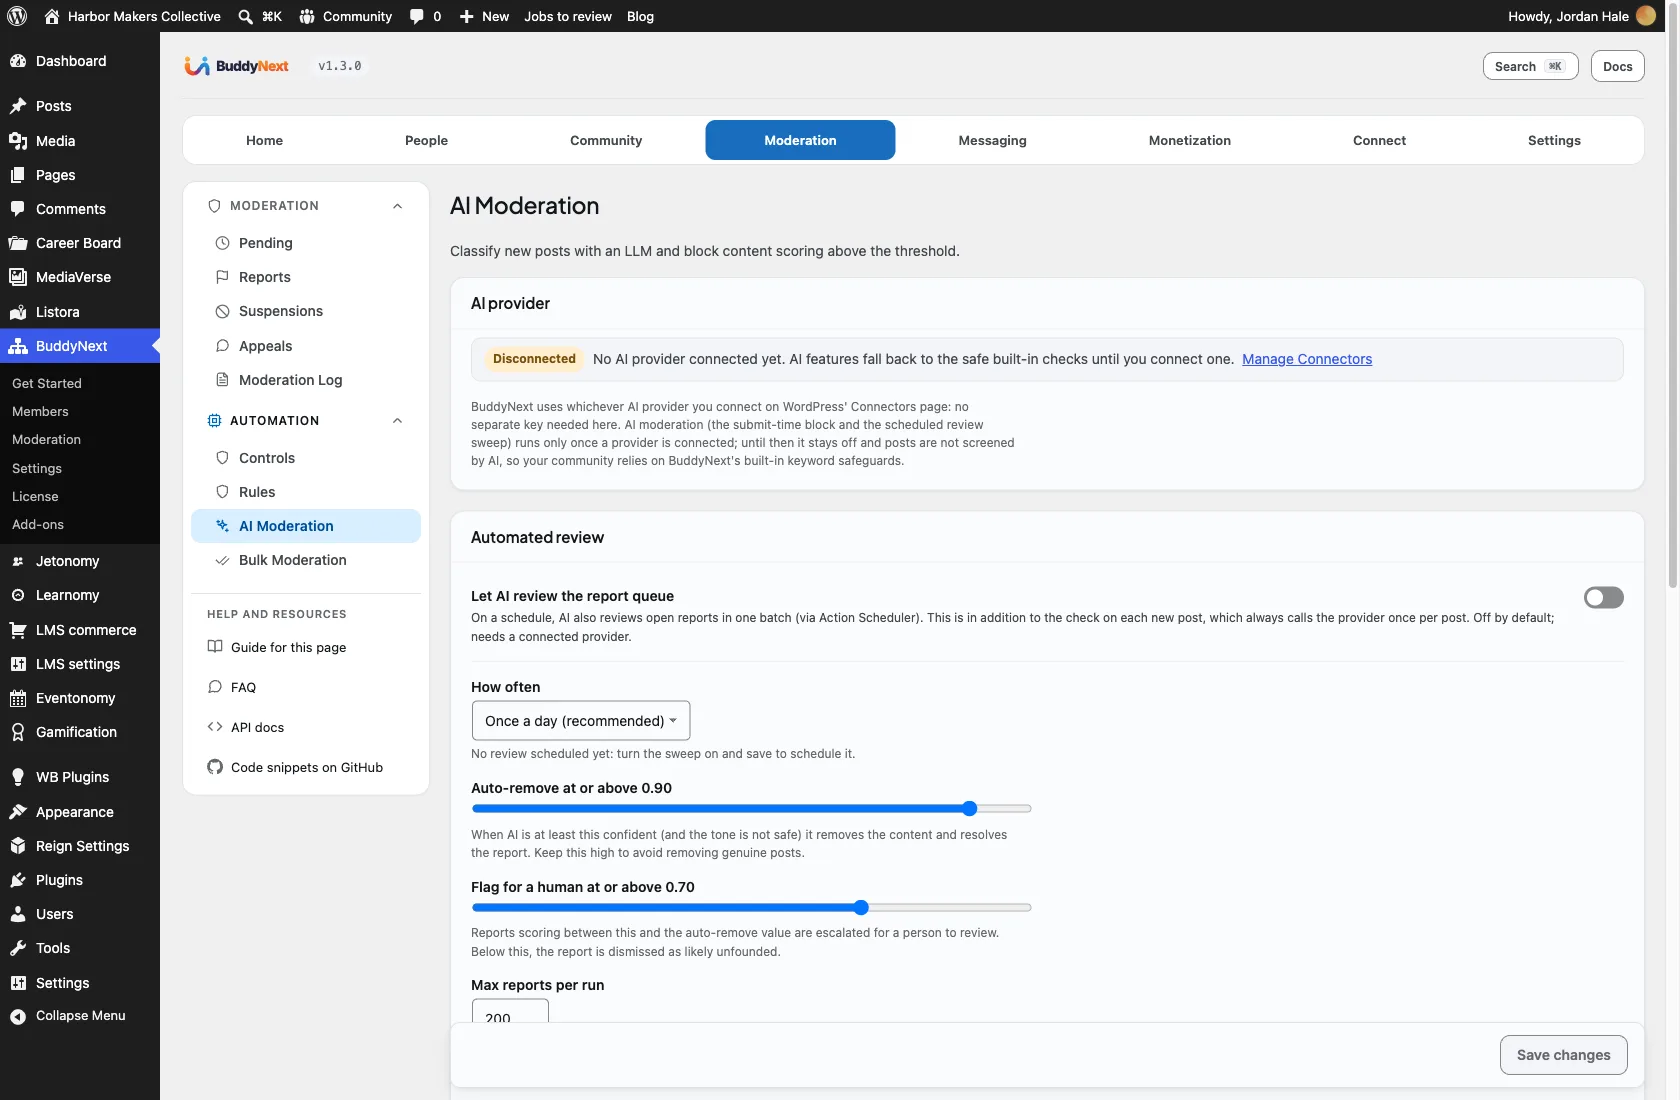 Harbor Makers Collective
⌘K
Community
0
New
Jobs to review
Blog
Howdy, Jordan Hale
Dashboard
Posts
Media
Pages
Comments
Career Board
MediaVerse
Listora
BuddyNext
Get Started
Members
Moderation
Settings
License
Add-ons
Jetonomy
Learnomy
LMS commerce
LMS settings
Eventonomy
Gamification
WB Plugins
Appearance
Reign Settings
Plugins
Users
Tools
Settings
Collapse Menu
BuddyNext
v1.3.0
Search ⌘K
Docs
Home
People
Community
Moderation
Messaging
Monetization
Connect
Settings
MODERATION
Pending
Reports
Suspensions
Appeals
Moderation Log
AUTOMATION
Controls
Rules
AI Moderation
Bulk Moderation
HELP AND RESOURCES
Guide for this page
FAQ
API docs
Code snippets on GitHub
AI Moderation
Classify new posts with an LLM and block content scoring above the threshold.
AI provider
Disconnected No AI provider connected yet. AI features fall back to the safe built-in checks until you connect one. Manage Connectors
BuddyNext uses whichever AI provider you connect on WordPress' Connectors page: no
separate key needed here. AI moderation (the submit-time block and the scheduled review
sweep) runs only once a provider is connected; until then it stays off and posts are not screened
by AI, so your community relies on BuddyNext's built-in keyword safeguards.
Automated review
Let AI review the report queue
On a schedule, AI also reviews open reports in one batch (via Action Scheduler). This is in addition to the check on each new post, which always calls the provider once per post. Off by default;
needs a connected provider.
How often
Once a day (recommended)
No review scheduled yet: turn the sweep on and save to schedule it.
Auto-remove at or above 0.90
When AI is at least this confident (and the tone is not safe) it removes the content and resolves
the report. Keep this high to avoid removing genuine posts.
Flag for a human at or above 0.70
Reports scoring between this and the auto-remove value are escalated for a person to review.
Below this, the report is dismissed as likely unfounded.
Max reports per run
200
Save changes